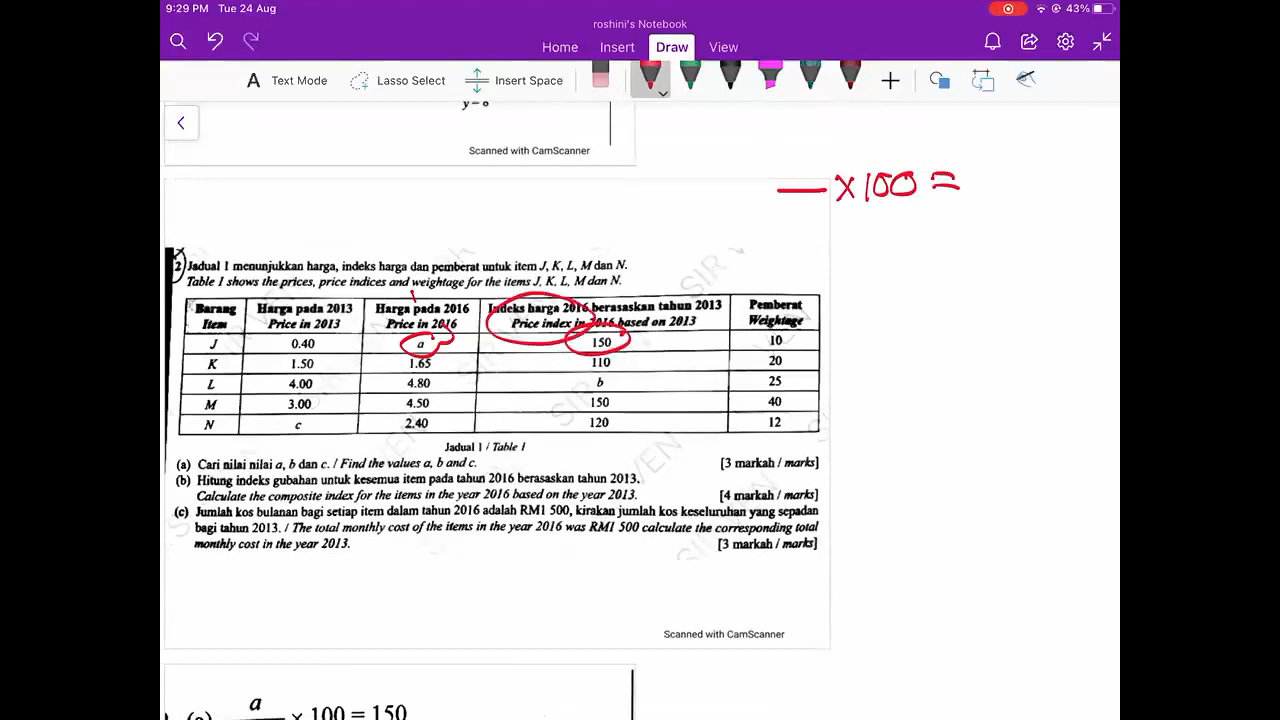 9:29 PM Tue 24 Aug
43%
roshini's Notebook
Home Insert Draw View
Text Mode Lasso Select Insert Space
Scanned with CamScanner
— × 100 =
2 Jadual 1 menunjukkan harga, indeks harga dan pemberat untuk item J, K, L, M dan N.
Table 1 shows the prices, price indices and weightage for the items J, K, L, M dan N.
Barang Harga pada 2013 Harga pada 2016 Indeks harga 2016 berasaskan tahun 2013 Pemberat
Item Price in 2013 Price in 2016 Price index in 2016 based on 2013 Weightage
J 0.40 a 150 10
K 1.50 1.65 110 20
L 4.00 4.80 b 25
M 3.00 4.50 150 40
N c 2.40 120 12
Jadual 1 / Table 1
(a) Cari nilai nilai a, b dan c. / Find the values a, b and c. [3 markah / marks]
(b) Hitung indeks gubahan untuk kesemua item pada tahun 2016 berasaskan tahun 2013.
Calculate the composite index for the items in the year 2016 based on the year 2013. [4 markah / marks]
(c) Jumlah kos bulanan bagi setiap item dalam tahun 2016 adalah RM1 500, kirakan jumlah kos keseluruhan yang sepadan
bagi tahun 2013. / The total monthly cost of the items in the year 2016 was RM1 500 calculate the corresponding total
monthly cost in the year 2013. [3 markah / marks]
Scanned with CamScanner
(a) a × 100 = 150